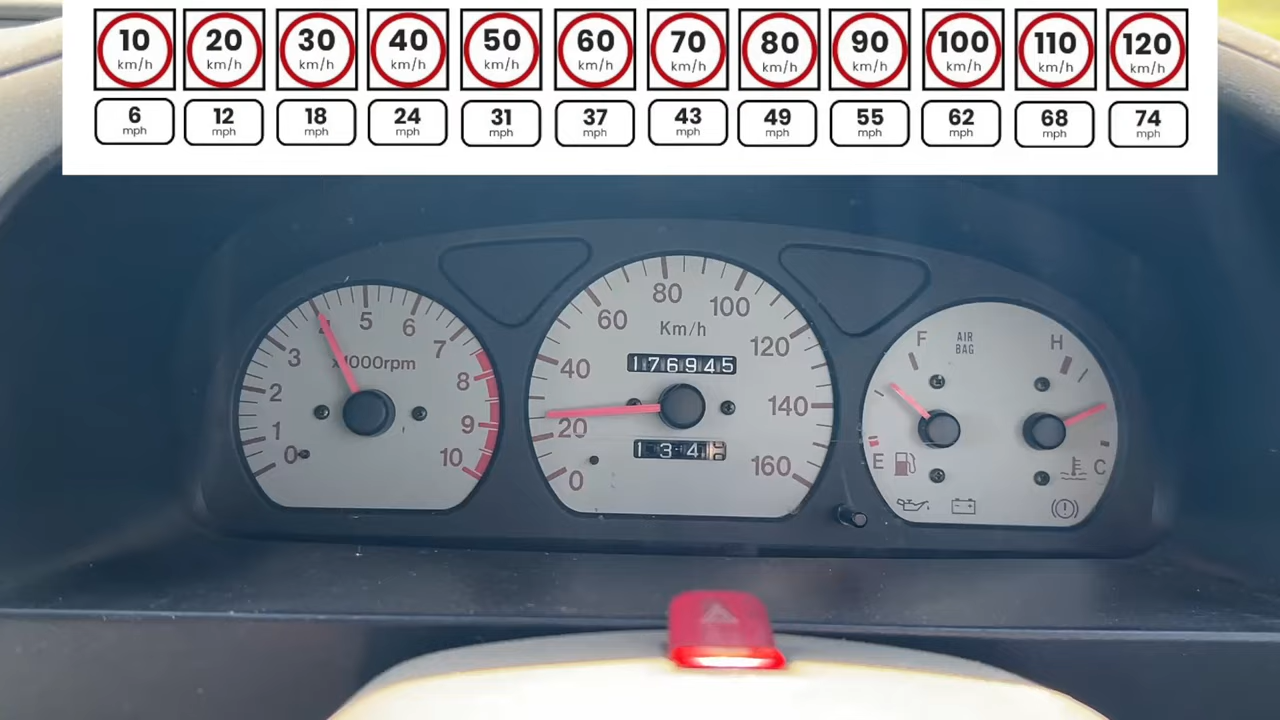 10 20 30 40 50 60 70 80 90 100 110 120
km/h km/h km/h km/h km/h km/h km/h km/h km/h km/h km/h km/h
6 12 18 24 31 37 43 49 55 62 68 74
mph mph mph mph mph mph mph mph mph mph mph mph
0 1 2 3 4 5 6 7 8 9 10
x1000rpm
0 20 40 60 80 100 120 140 160
Km/h
176945
134
F
E
AIR
BAG
H
C